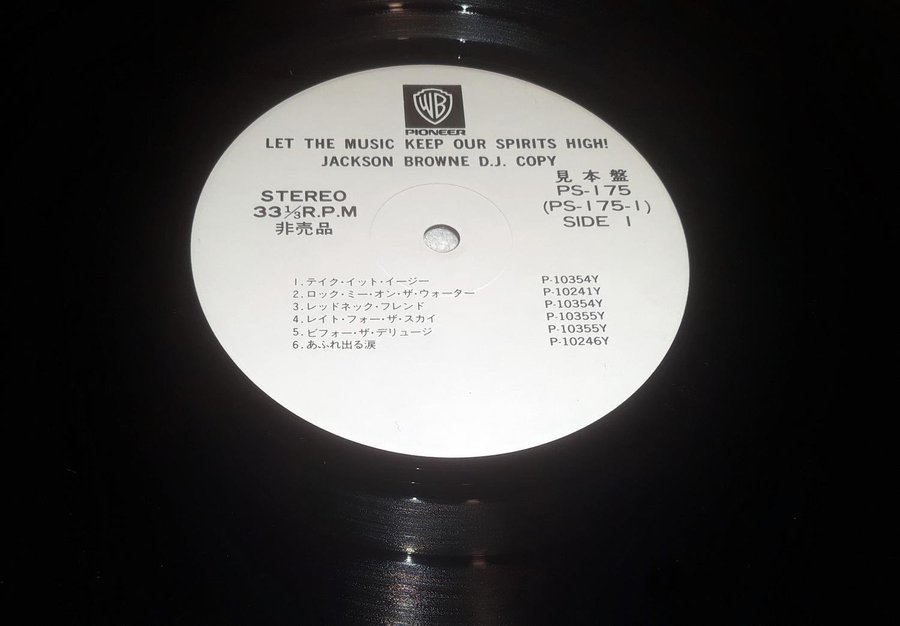 WB
PIONEER
LET THE MUSIC KEEP OUR SPIRITS HIGH!
JACKSON BROWNE D.J. COPY
STEREO
33⅓R.P.M
非売品
見本盤
PS-175
(PS-175-1)
SIDE 1
1.テイク・イット・イージー P-10354Y
2.ロック・ミー・オン・ザ・ウォーター P-10241Y
3.レッドネック・フレンド P-10354Y
4.レイト・フォー・ザ・スカイ P-10355Y
5.ビフォー・ザ・デリュージ P-10355Y
6.あふれ出る涙 P-10246Y